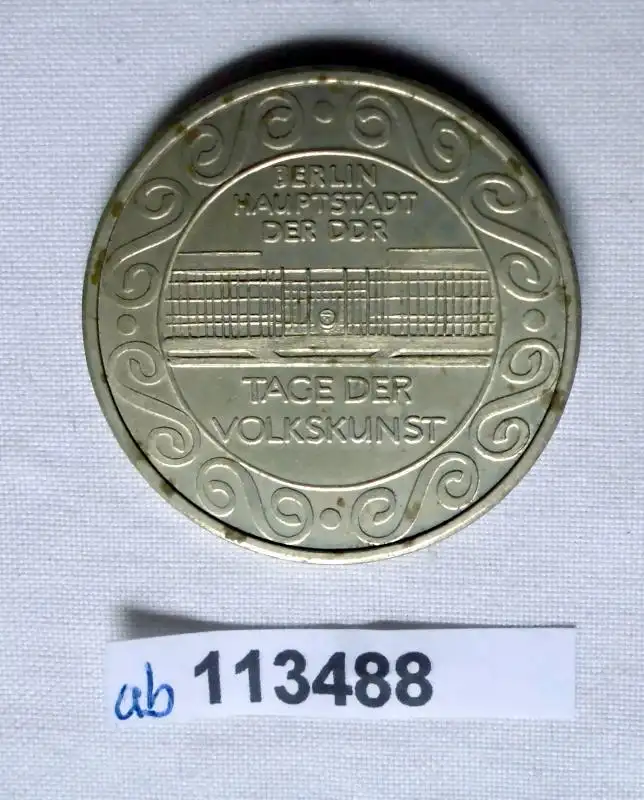 BERLIN
HAUPTSTADT
DER DDR
TAGE DER
VOLKSKUNST
ab 113488